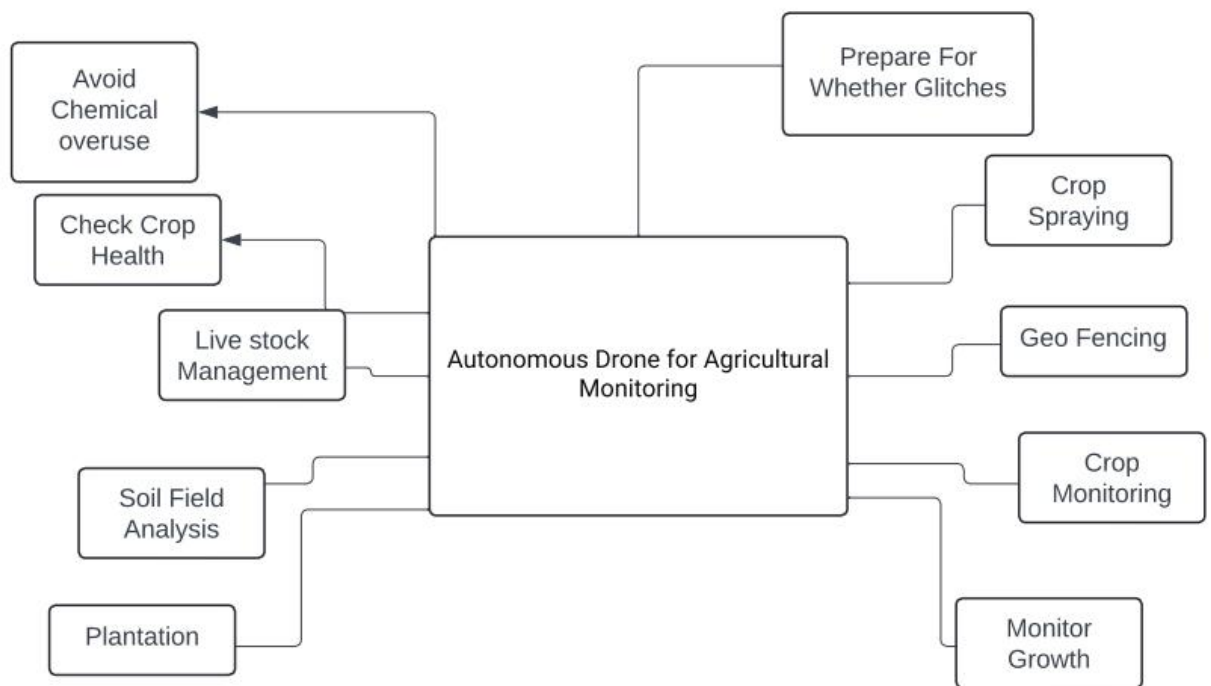 Prepare For
Whether Glitches
Avoid
Chemical
overuse
Crop
Spraying
Check Crop
Health
Live stock
Management
Geo Fencing
Autonomous Drone for Agricultural
Monitoring
Crop
Monitoring
Soil Field
Analysis
Plantation
Monitor
Growth